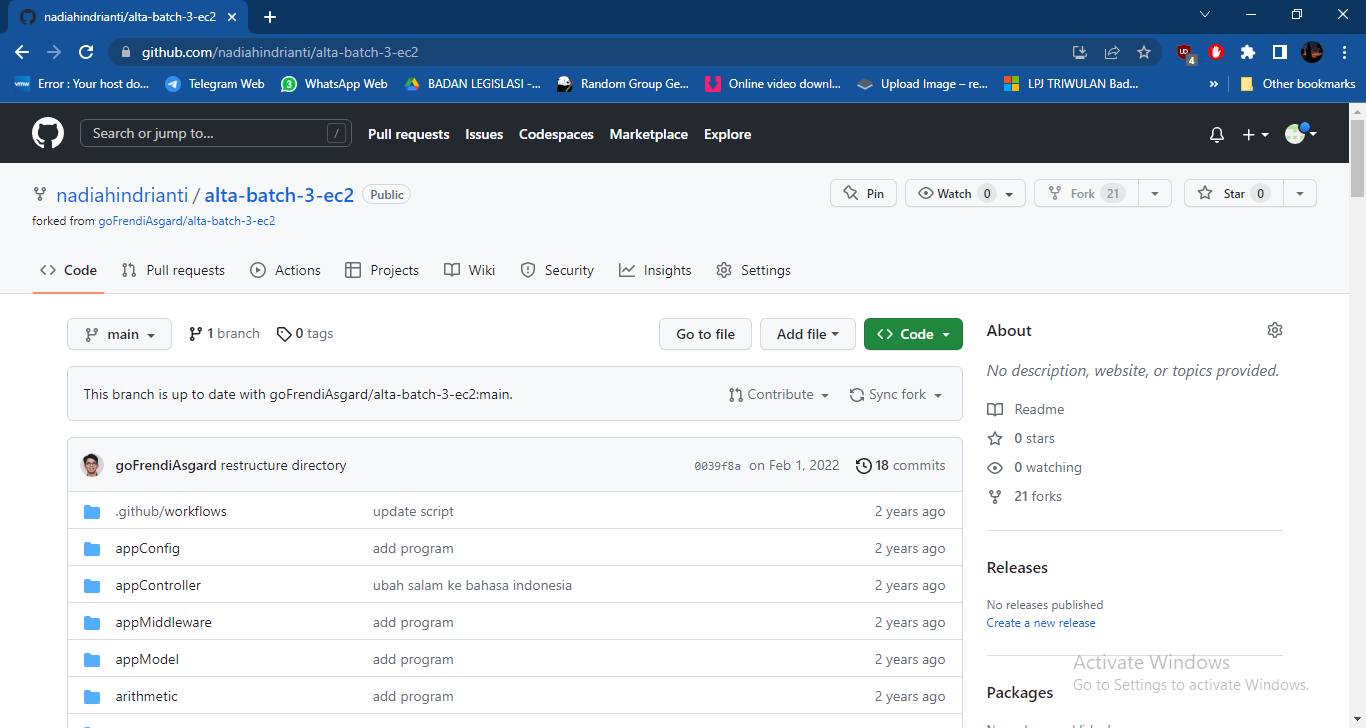 nadiahindrianti/alta-batch-3-ec2
github.com/nadiahindrianti/alta-batch-3-ec2
4
vmw Error : Your host do... Telegram Web 3 WhatsApp Web BADAN LEGISLASI -... Random Group Ge... Online video downl... Upload Image – re... LPJ TRIWULAN Bad... » Other bookmarks
Search or jump to... / Pull requests Issues Codespaces Marketplace Explore
nadiahindrianti / alta-batch-3-ec2 Public Pin Watch 0 Fork 21 Star 0
forked from goFrendiAsgard/alta-batch-3-ec2
Code Pull requests Actions Projects Wiki Security Insights Settings
main 1 branch 0 tags Go to file Add file Code
This branch is up to date with goFrendiAsgard/alta-batch-3-ec2:main. Contribute Sync fork
goFrendiAsgard restructure directory 0039f8a on Feb 1, 2022 18 commits
.github/workflows update script 2 years ago
appConfig add program 2 years ago
appController ubah salam ke bahasa indonesia 2 years ago
appMiddleware add program 2 years ago
appModel add program 2 years ago
arithmetic add program 2 years ago
About
No description, website, or topics provided.
Readme
0 stars
0 watching
21 forks
Releases
No releases published
Create a new release
Packages
Activate Windows
Go to Settings to activate Windows.